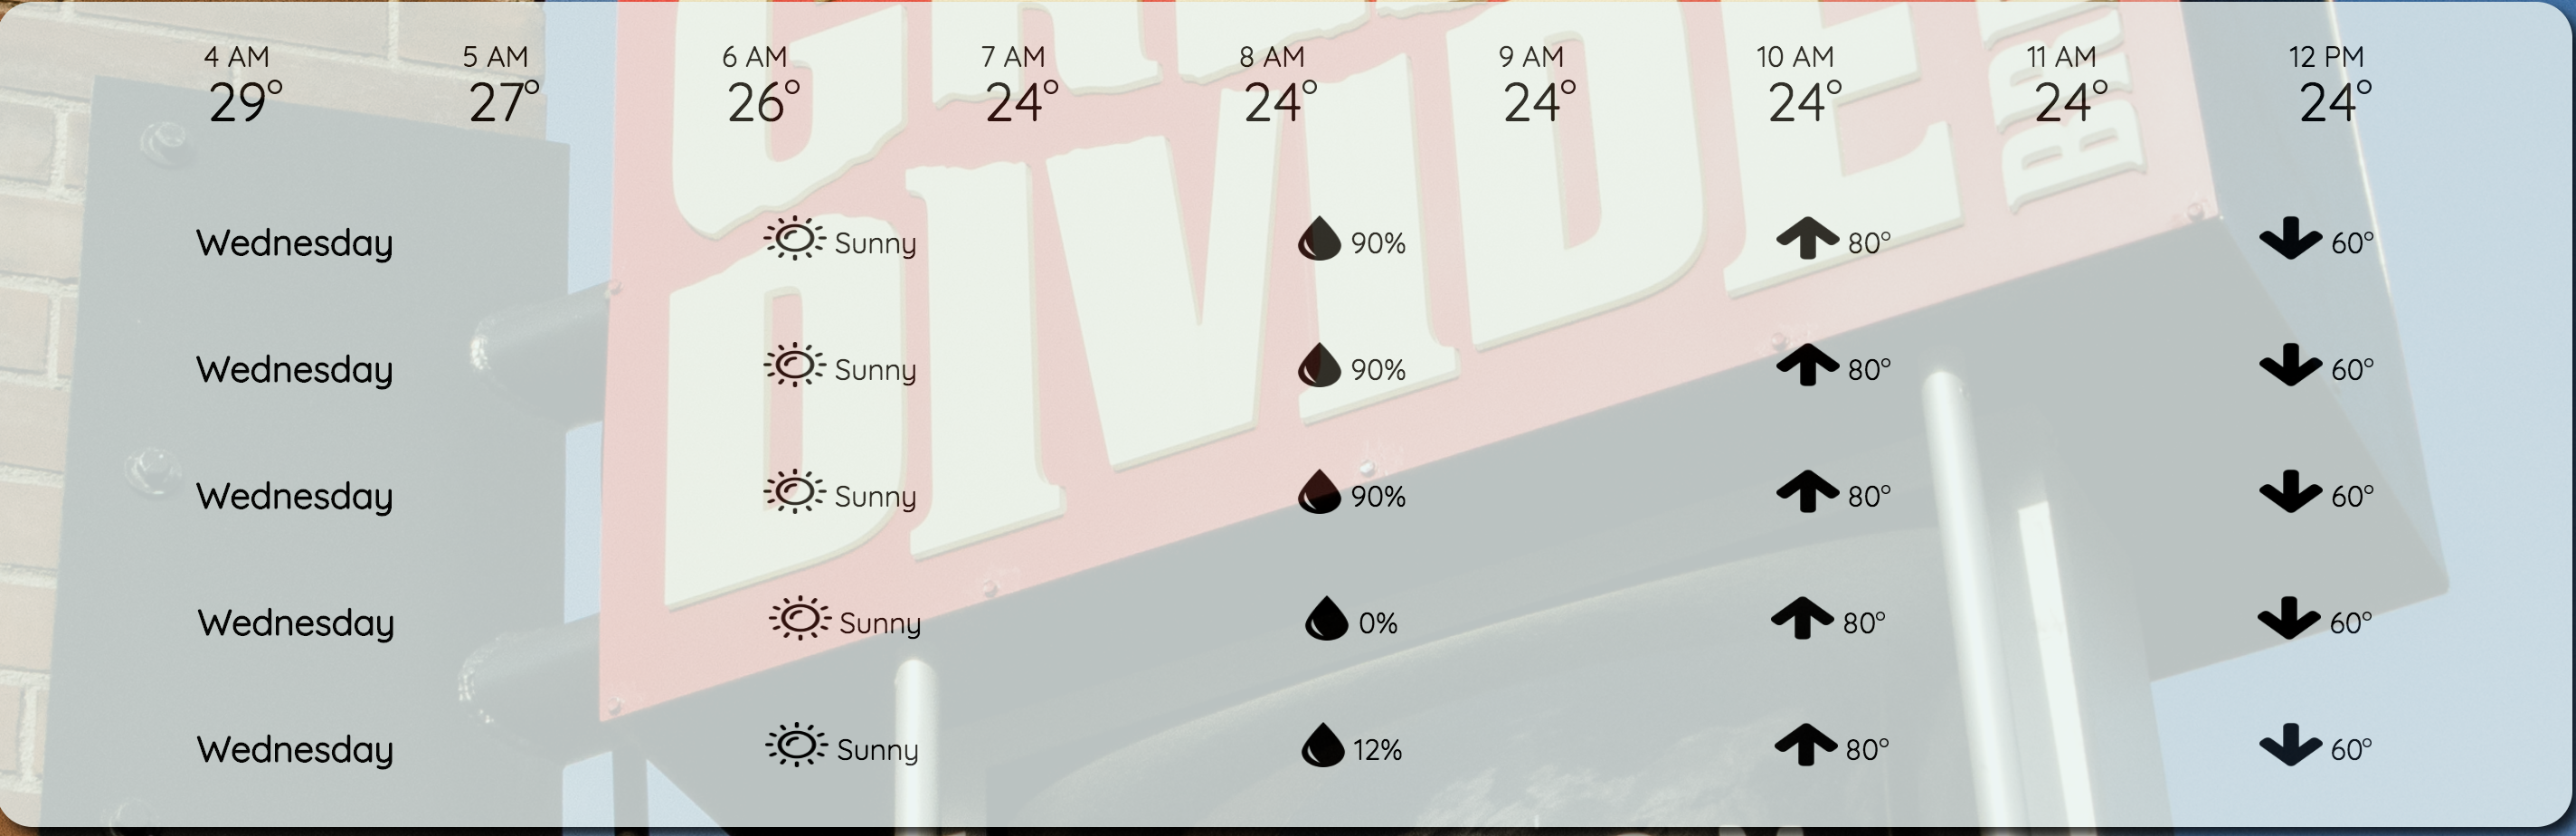 4 AM 5 AM 6 AM 7 AM 8 AM 9 AM 10 AM 11 AM 12 PM
29° 27° 26° 24° 24° 24° 24° 24° 24°
Wednesday Sunny 90% 80° 60°
Wednesday Sunny 90% 80° 60°
Wednesday Sunny 90% 80° 60°
Wednesday Sunny 0% 80° 60°
Wednesday Sunny 12% 80° 60°
DIVIDE